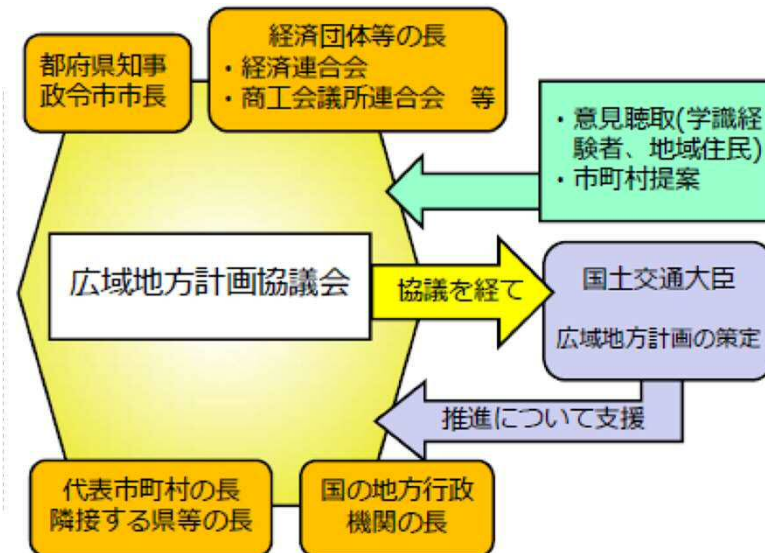 都府県知事
政令市市長
経済団体等の長
・経済連合会
・商工会議所連合会　等
・意見聴取(学識経
験者、地域住民)
・市町村提案
広域地方計画協議会
協議を経て
国土交通大臣
広域地方計画の策定
推進について支援
代表市町村の長
隣接する県等の長
国の地方行政
機関の長